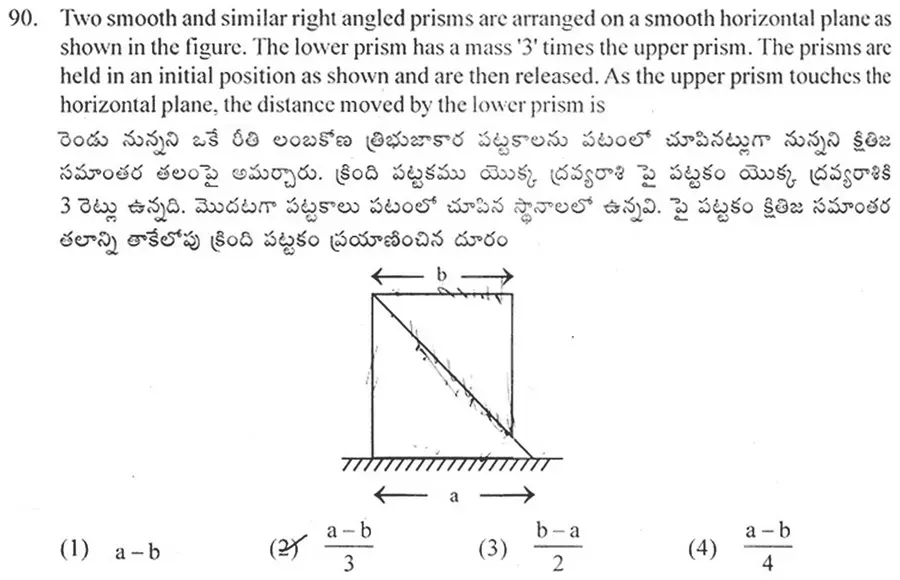 90. Two smooth and similar right angled prisms are arranged on a smooth horizontal plane as
shown in the figure. The lower prism has a mass '3' times the upper prism. The prisms are
held in an initial position as shown and are then released. As the upper prism touches the
horizontal plane, the distance moved by the lower prism is
రెండు నున్నని ఒకే రీతి లంబకోణ త్రిభుజాకార పట్టకాలను పటంలో చూపినట్లుగా నున్నని క్షితిజ
సమాంతర తలంపై అమర్చారు. క్రింది పట్టకము యొక్క ద్రవ్యరాశి పై పట్టకం యొక్క ద్రవ్యరాశికి
3 రెట్లు ఉన్నది. మొదటగా పట్టకాలు పటంలో చూపిన స్థానాలలో ఉన్నవి. పై పట్టకం క్షితిజ సమాంతర
తలాన్ని తాకేలోపు క్రింది పట్టకం ప్రయాణించిన దూరం
b
a
(1) a – b (2) a – b / 3 (3) b – a / 2 (4) a – b / 4